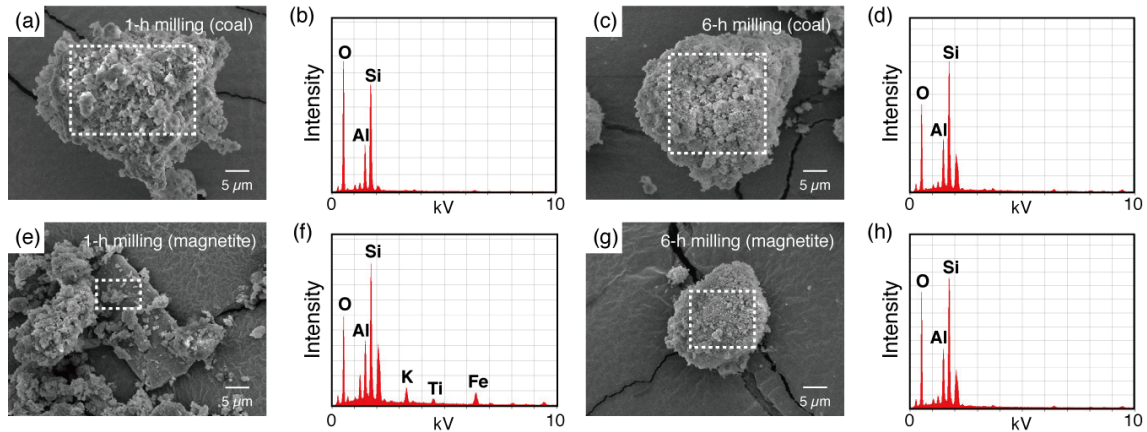 (a) 1-h milling (coal)
5 µm
(b)
O
Si
Al
Intensity
0 kV 10
(c) 6-h milling (coal)
5 µm
(d)
Si
O
Al
Intensity
0 kV 10
(e) 1-h milling (magnetite)
5 µm
(f)
Si
O
Al
K
Ti
Fe
Intensity
0 kV 10
(g) 6-h milling (magnetite)
5 µm
(h)
Si
O
Al
Intensity
0 kV 10